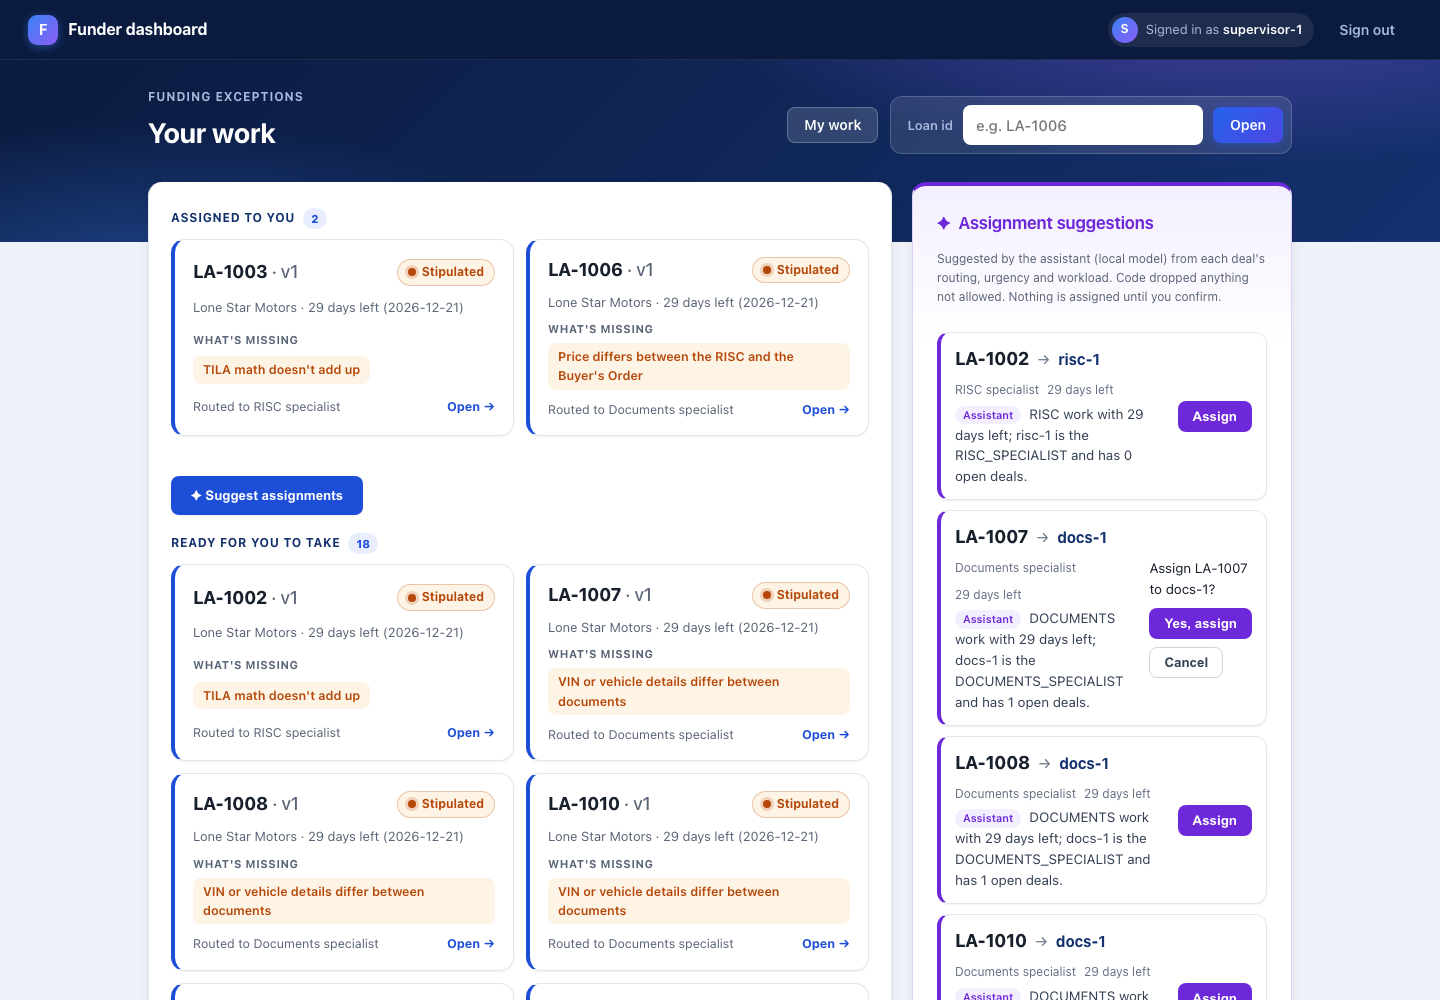 F Funder dashboard
S Signed in as supervisor-1 Sign out
FUNDING EXCEPTIONS
Your work
My work
Loan id e.g. LA-1006 Open
ASSIGNED TO YOU 2
LA-1003 · v1 Stipulated
Lone Star Motors · 29 days left (2026-12-21)
WHAT'S MISSING
TILA math doesn't add up
Routed to RISC specialist Open →
LA-1006 · v1 Stipulated
Lone Star Motors · 29 days left (2026-12-21)
WHAT'S MISSING
Price differs between the RISC and the
Buyer's Order
Routed to Documents specialist Open →
✦ Suggest assignments
READY FOR YOU TO TAKE 18
LA-1002 · v1 Stipulated
Lone Star Motors · 29 days left (2026-12-21)
WHAT'S MISSING
TILA math doesn't add up
Routed to RISC specialist Open →
LA-1007 · v1 Stipulated
Lone Star Motors · 29 days left (2026-12-21)
WHAT'S MISSING
VIN or vehicle details differ between
documents
Routed to Documents specialist Open →
LA-1008 · v1 Stipulated
Lone Star Motors · 29 days left (2026-12-21)
WHAT'S MISSING
VIN or vehicle details differ between
documents
Routed to Documents specialist Open →
LA-1010 · v1 Stipulated
Lone Star Motors · 29 days left (2026-12-21)
WHAT'S MISSING
VIN or vehicle details differ between
documents
Routed to Documents specialist Open →
✦ Assignment suggestions
Suggested by the assistant (local model) from each deal's
routing, urgency and workload. Code dropped anything
not allowed. Nothing is assigned until you confirm.
LA-1002 → risc-1
RISC specialist 29 days left
Assistant RISC work with 29
days left; risc-1 is the
RISC_SPECIALIST and has 0
open deals.
Assign
LA-1007 → docs-1
Documents specialist
29 days left
Assistant DOCUMENTS
work with 29 days left;
docs-1 is the
DOCUMENTS_SPECIALIST
and has 1 open deals.
Assign LA-1007
to docs-1?
Yes, assign
Cancel
LA-1008 → docs-1
Documents specialist 29 days left
Assistant DOCUMENTS work
with 29 days left; docs-1 is the
DOCUMENTS_SPECIALIST and
has 1 open deals.
Assign
LA-1010 → docs-1
Documents specialist 29 days left
Assistant DOCUMENTS work
Assign